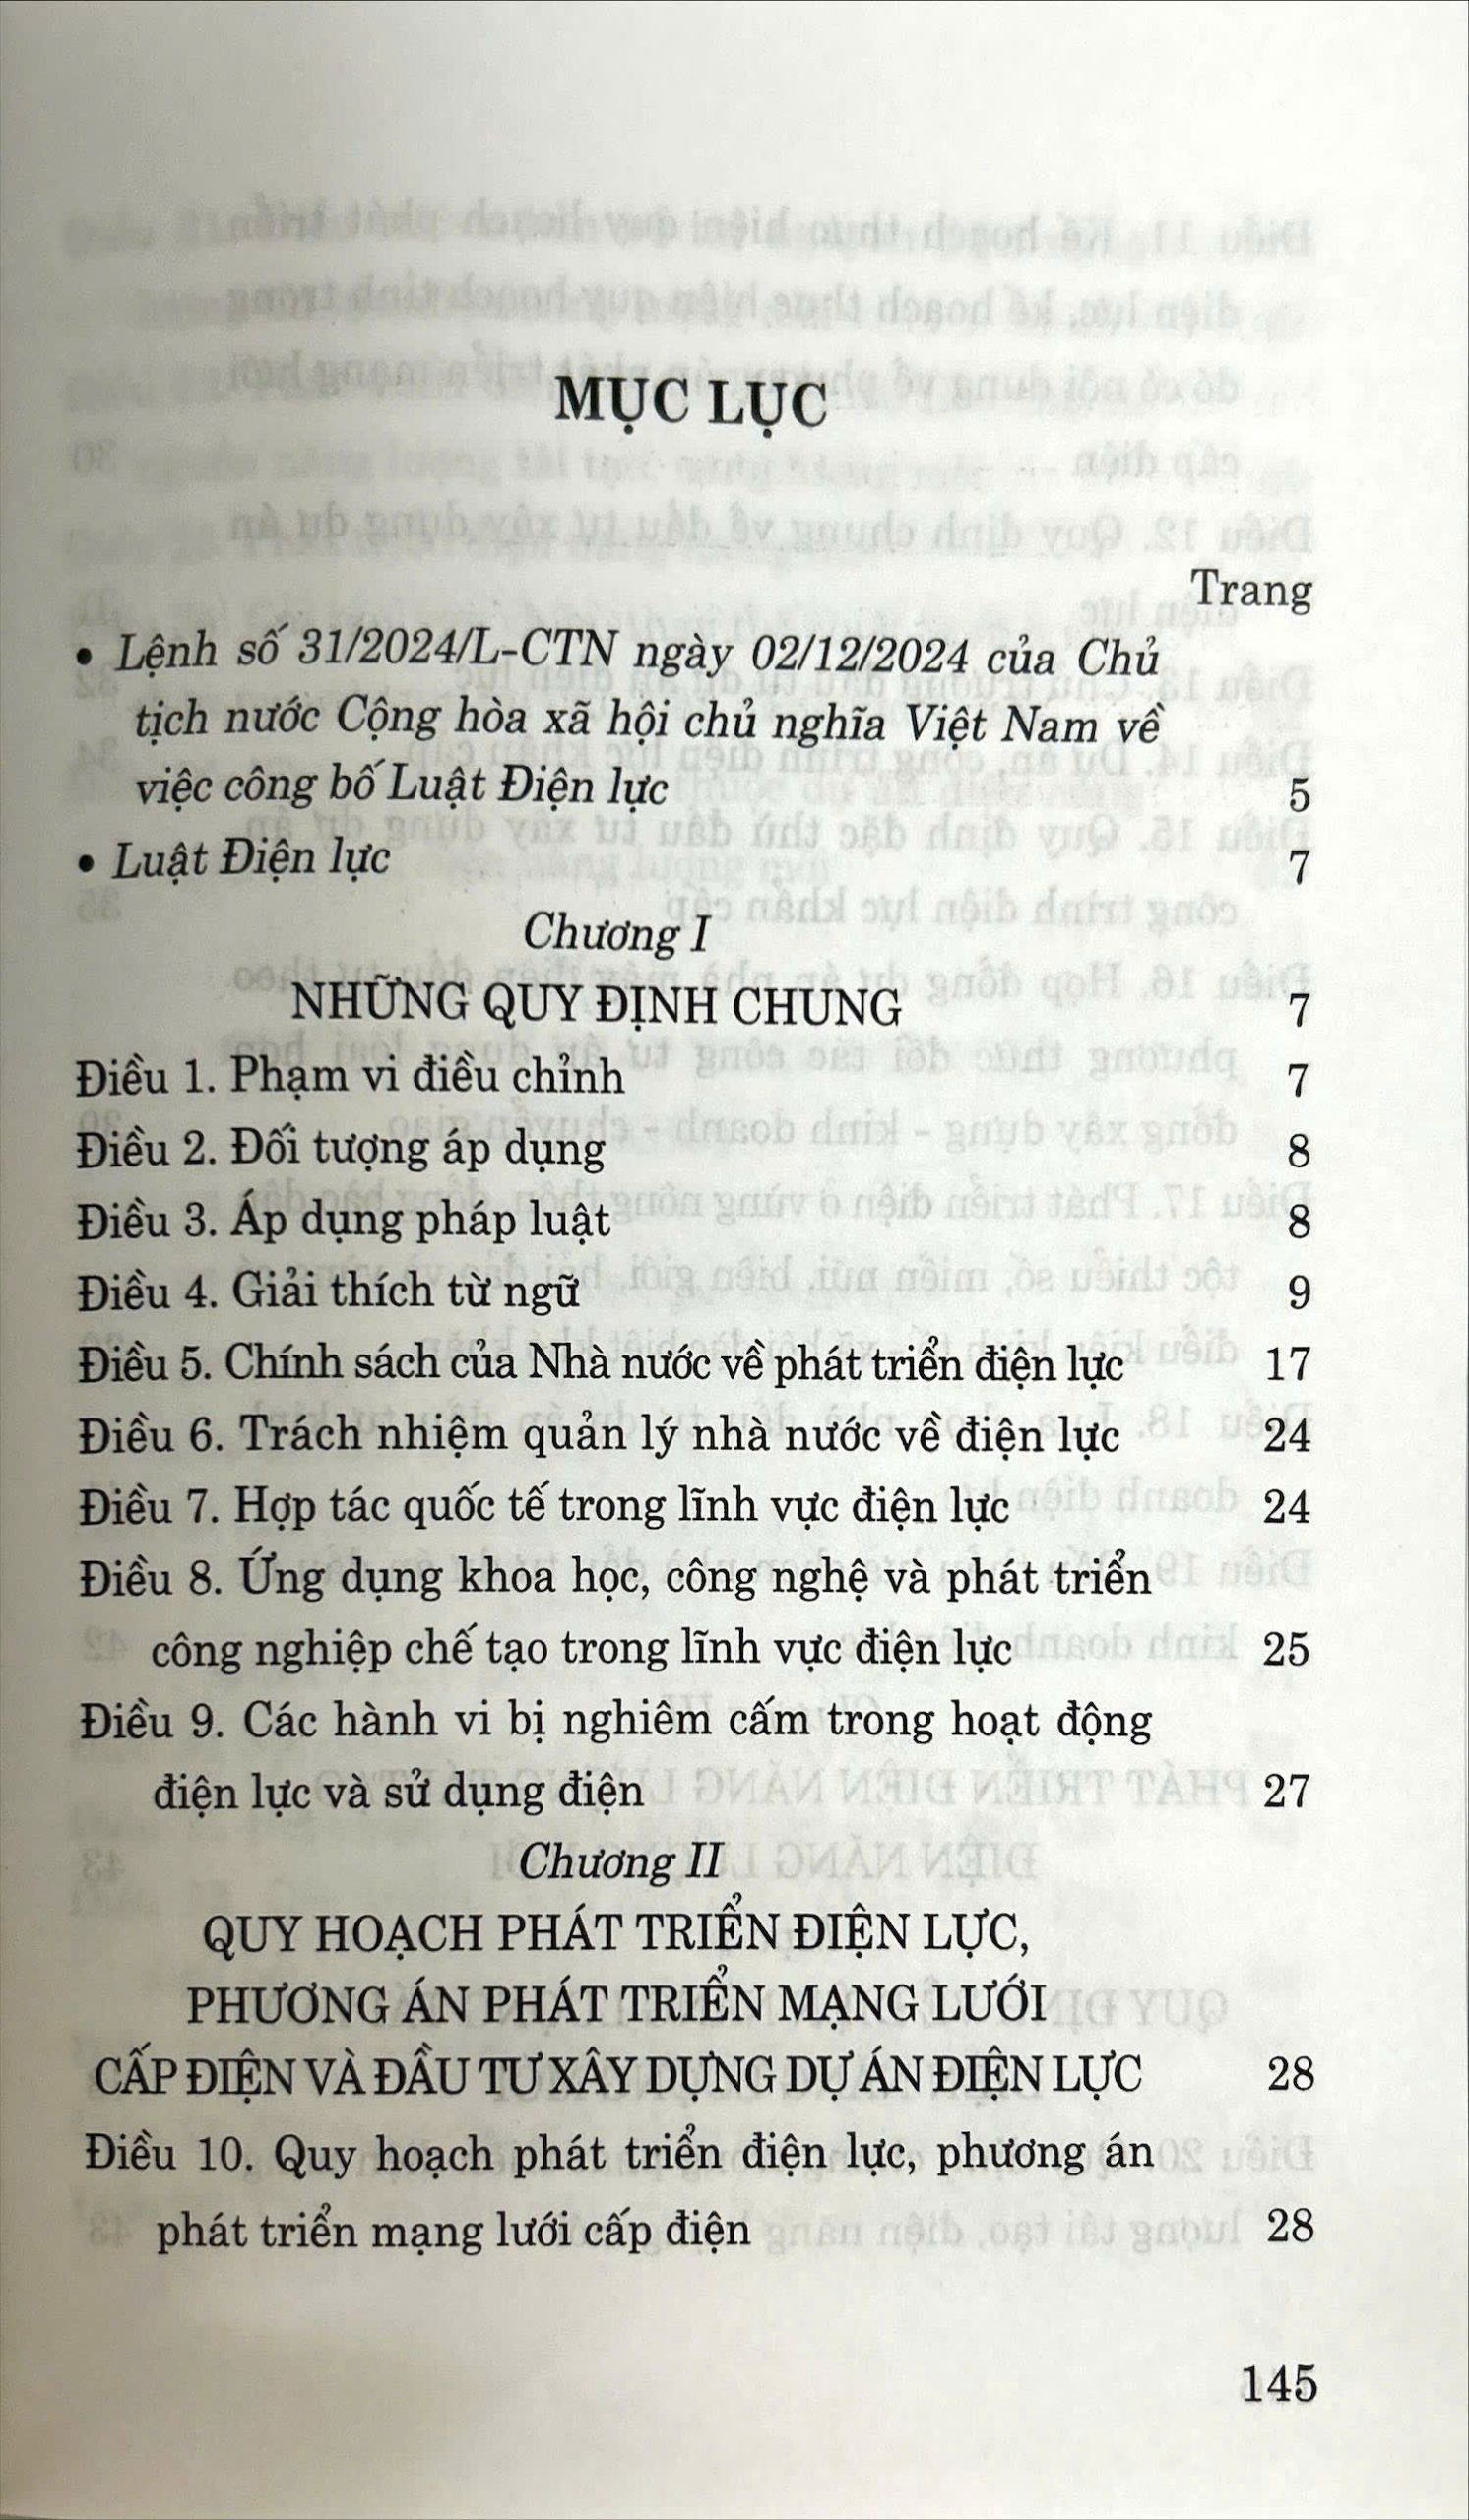 MỤC LỤC
Trang
• Lệnh số 31/2024/L-CTN ngày 02/12/2024 của Chủ
tịch nước Cộng hòa xã hội chủ nghĩa Việt Nam về
việc công bố Luật Điện lực 5
• Luật Điện lực 7
Chương I
NHỮNG QUY ĐỊNH CHUNG 7
Điều 1. Phạm vi điều chỉnh 7
Điều 2. Đối tượng áp dụng 8
Điều 3. Áp dụng pháp luật 8
Điều 4. Giải thích từ ngữ 9
Điều 5. Chính sách của Nhà nước về phát triển điện lực 17
Điều 6. Trách nhiệm quản lý nhà nước về điện lực 24
Điều 7. Hợp tác quốc tế trong lĩnh vực điện lực 24
Điều 8. Ứng dụng khoa học, công nghệ và phát triển
công nghiệp chế tạo trong lĩnh vực điện lực 25
Điều 9. Các hành vi bị nghiêm cấm trong hoạt động
điện lực và sử dụng điện 27
Chương II
QUY HOẠCH PHÁT TRIỂN ĐIỆN LỰC,
PHƯƠNG ÁN PHÁT TRIỂN MẠNG LƯỚI
CẤP ĐIỆN VÀ ĐẦU TƯ XÂY DỰNG DỰ ÁN ĐIỆN LỰC 28
Điều 10. Quy hoạch phát triển điện lực, phương án
phát triển mạng lưới cấp điện 28
145